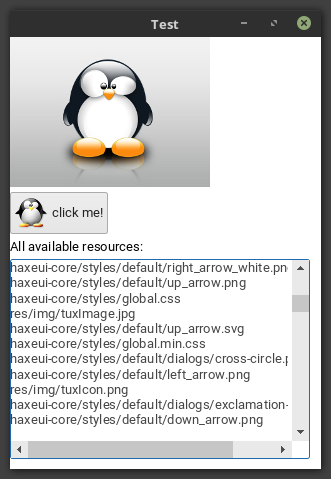 Test
click me!
All available resources:
haxeui-core/styles/default/right_arrow_white.pn
haxeui-core/styles/default/up_arrow.png
haxeui-core/styles/global.css
res/img/tuxImage.jpg
haxeui-core/styles/default/up_arrow.svg
haxeui-core/styles/global.min.css
haxeui-core/styles/default/dialogs/cross-circle.p
haxeui-core/styles/default/left_arrow.png
res/img/tuxIcon.png
haxeui-core/styles/default/dialogs/exclamation-
haxeui-core/styles/default/down_arrow.png